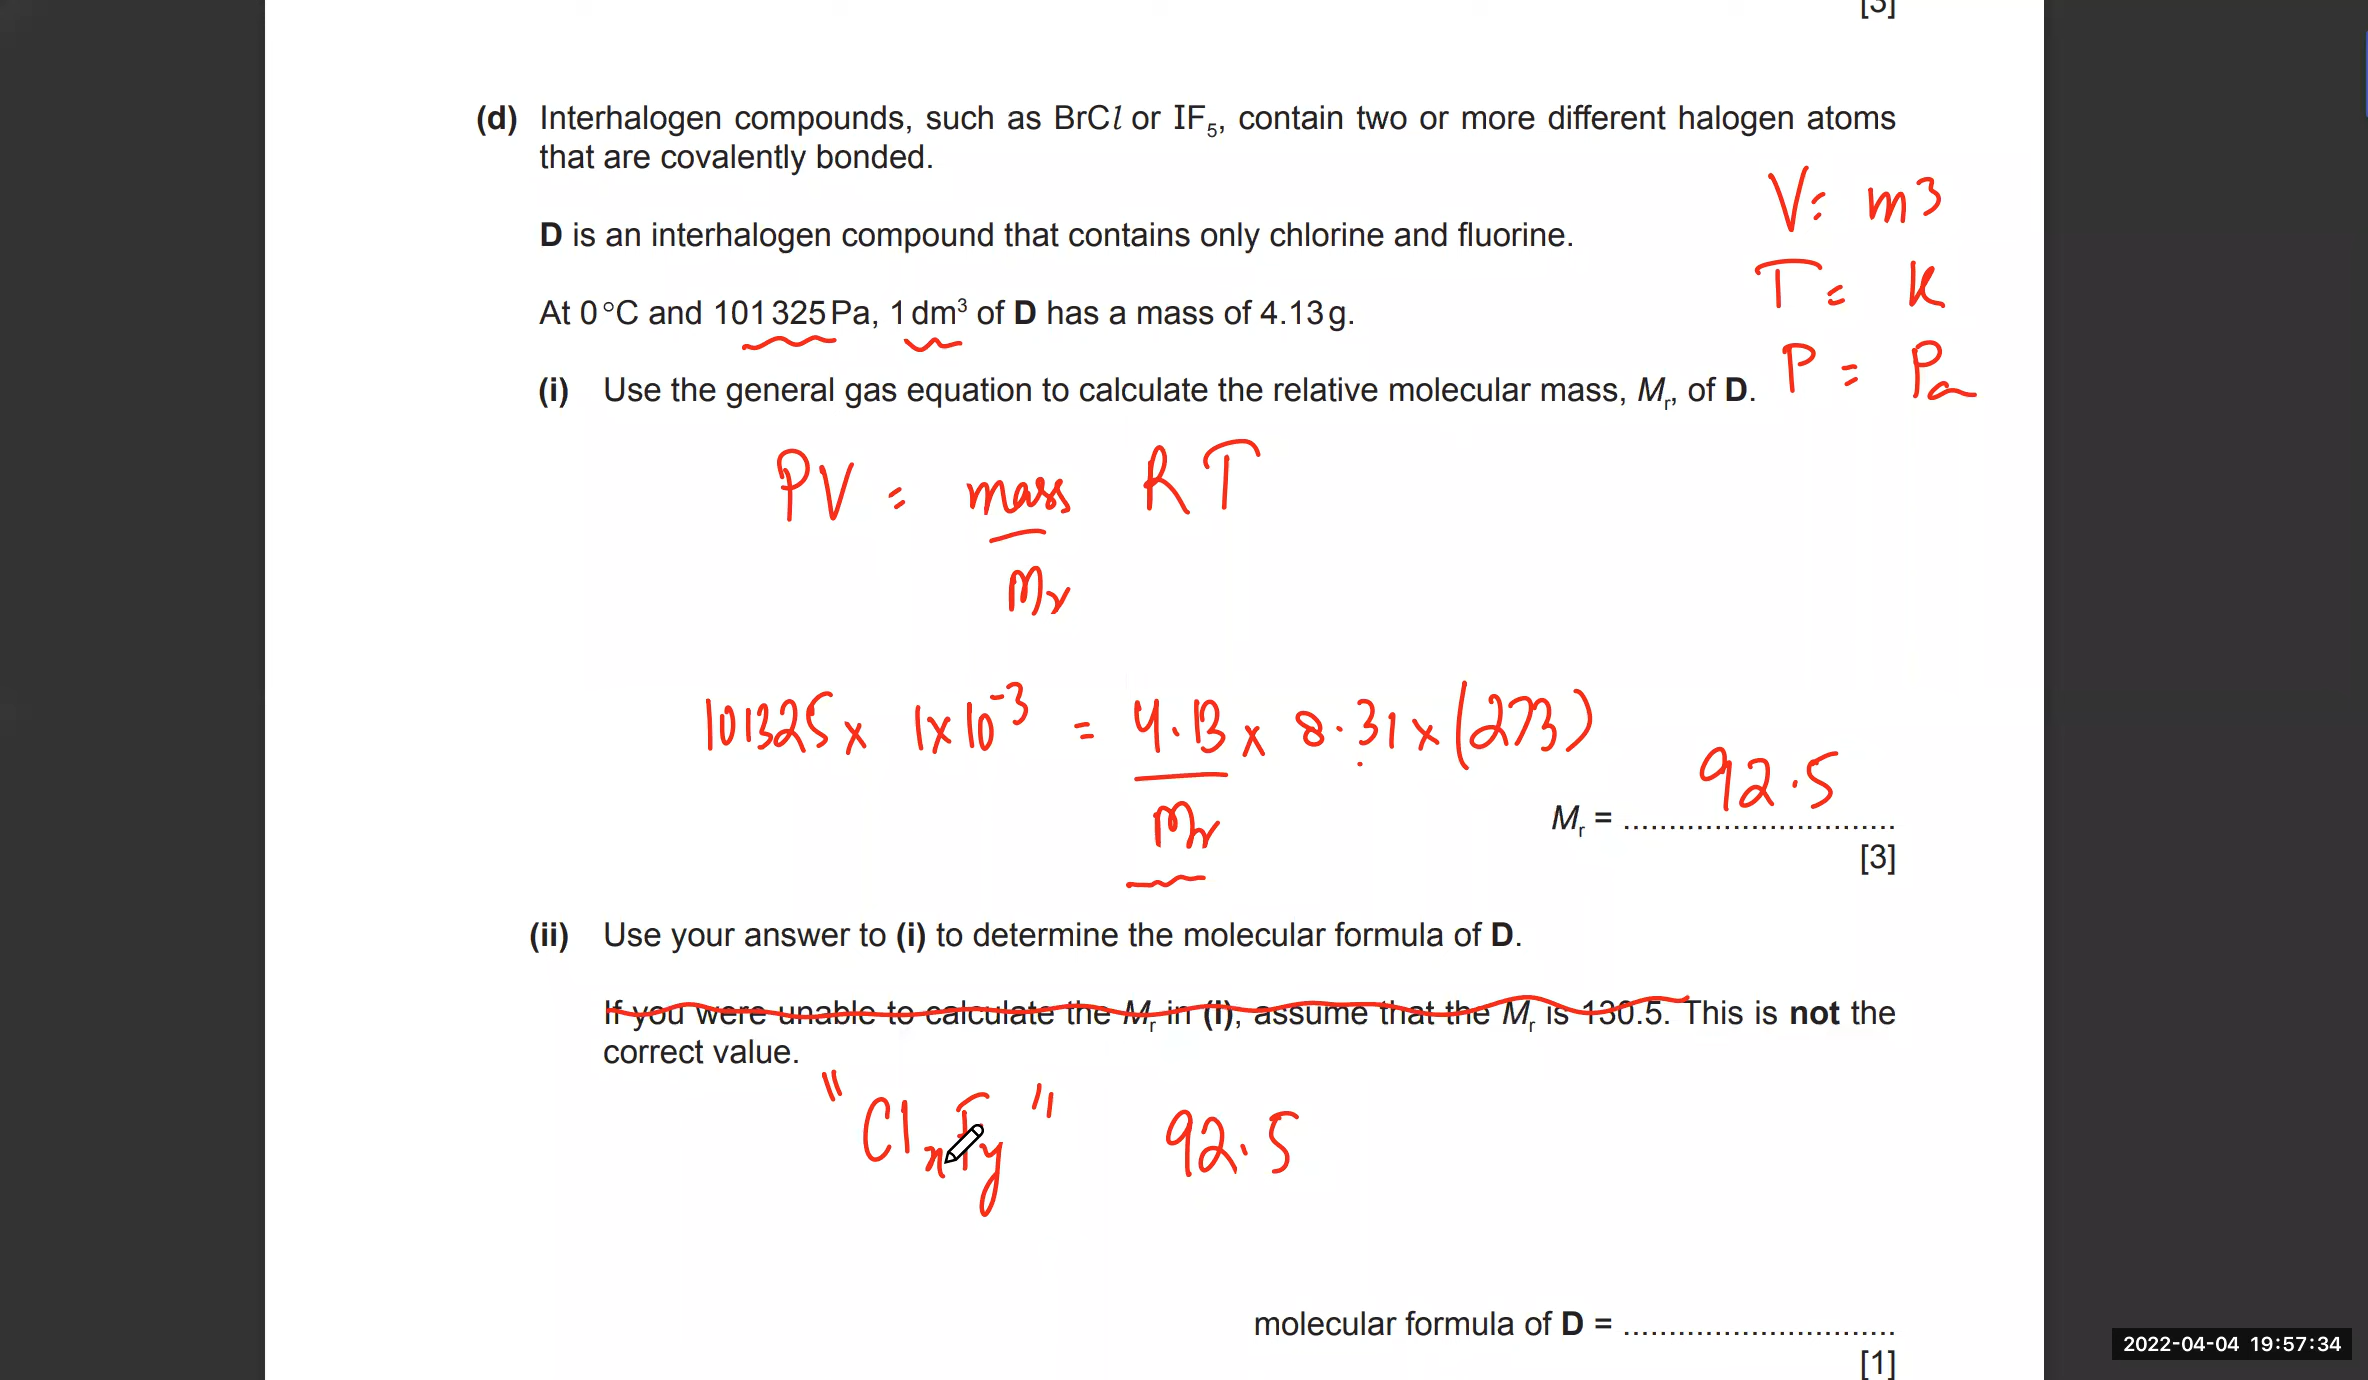 [3]
(d) Interhalogen compounds, such as BrCl or IF₅, contain two or more different halogen atoms
that are covalently bonded.
V= m3
D is an interhalogen compound that contains only chlorine and fluorine.
T= K
At 0 °C and 101 325 Pa, 1 dm³ of D has a mass of 4.13 g.
P = Pa
(i) Use the general gas equation to calculate the relative molecular mass, Mᵣ, of D.
PV = mass R T
Mr
101325 x 1x10⁻³ = 4.13 x 8.31 x (273)
Mr
92.5
Mᵣ = ..............................
[3]
(ii) Use your answer to (i) to determine the molecular formula of D.
If you were unable to calculate the Mᵣ in (i), assume that the Mᵣ is 130.5. This is not the
correct value.
"ClxFy" 92.5
molecular formula of D = ..............................
[1]
2022-04-04 19:57:34